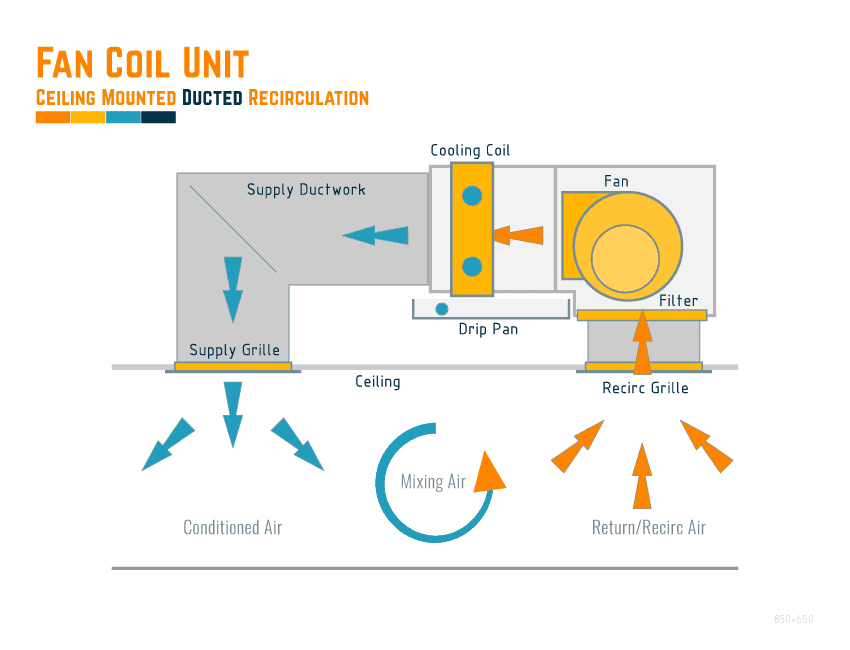 Fan Coil Unit
Ceiling Mounted Ducted Recirculation
Cooling Coil
Supply Ductwork
Fan
Filter
Drip Pan
Supply Grille
Ceiling
Recirc Grille
Mixing Air
Conditioned Air
Return/Recirc Air
850×650